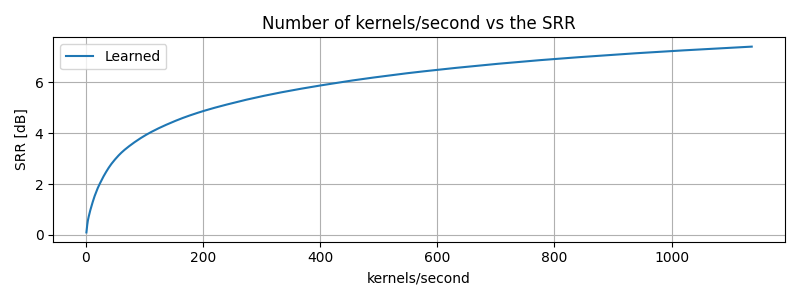 Number of kernels/second vs the SRR
Learned
SRR [dB]
6
4
2
0
0 200 400 600 800 1000
kernels/second